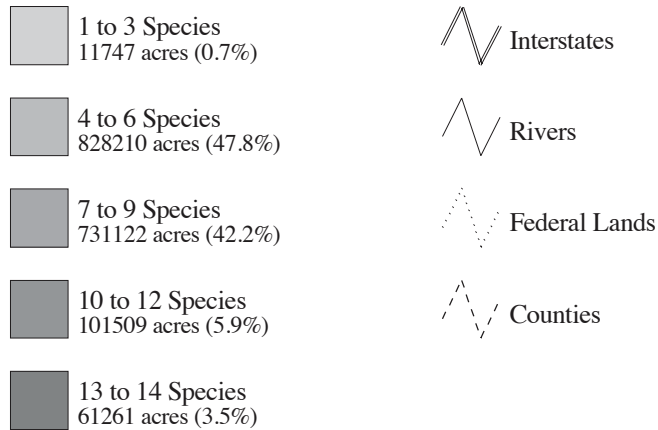 1 to 3 Species
11747 acres (0.7%)
4 to 6 Species
828210 acres (47.8%)
7 to 9 Species
731122 acres (42.2%)
10 to 12 Species
101509 acres (5.9%)
13 to 14 Species
61261 acres (3.5%)
Interstates
Rivers
Federal Lands
Counties